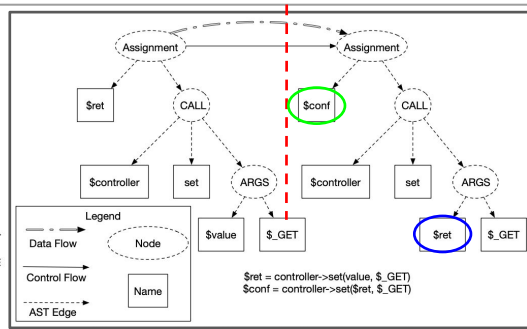 Assignment Assignment
$ret CALL $conf CALL
$controller set ARGS $controller set ARGS
$value $_GET $ret $_GET
Legend
Data Flow
Node
Control Flow
Name
AST Edge
$ret = controller->set(value, $_GET)
$conf = controller->set($ret, $_GET)